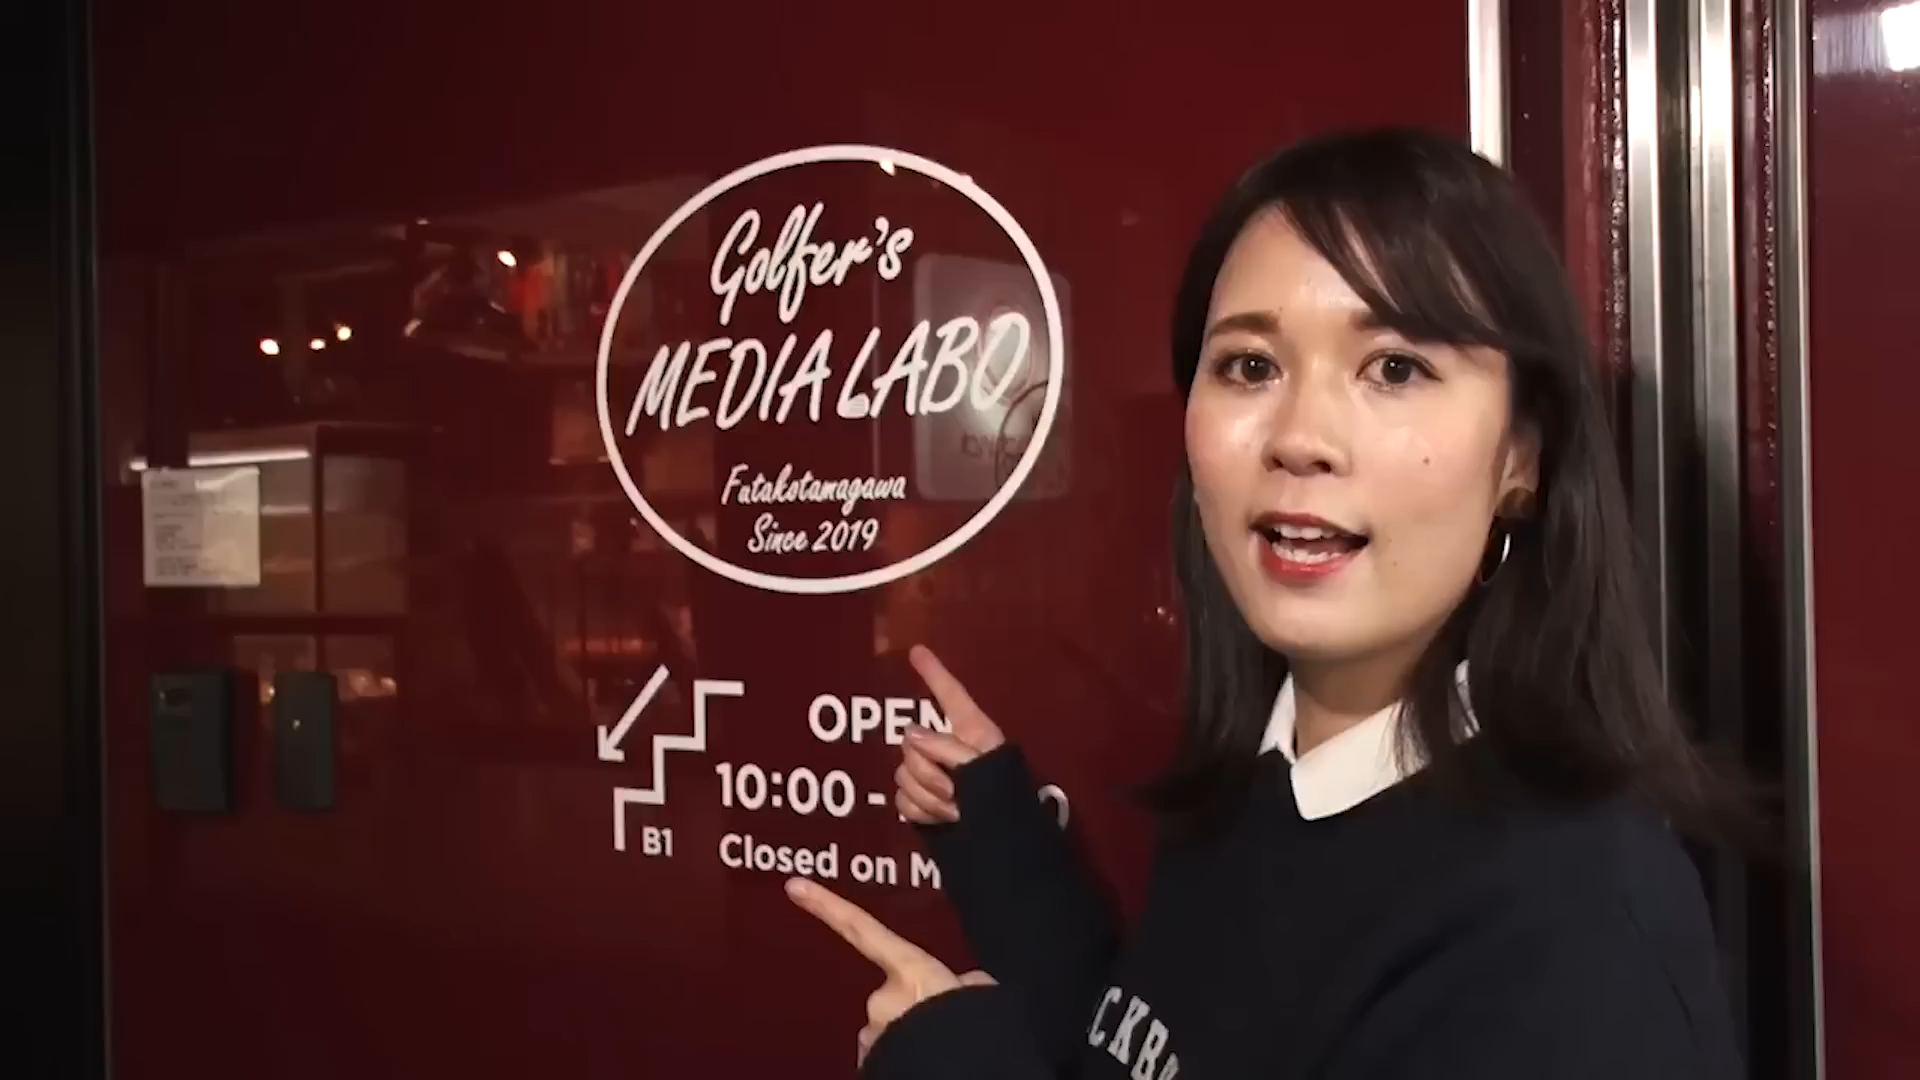 Golfer's
MEDIA LABO
Futakotamagawa
Since 2019
OPEN
10:00 -
B1
Closed on